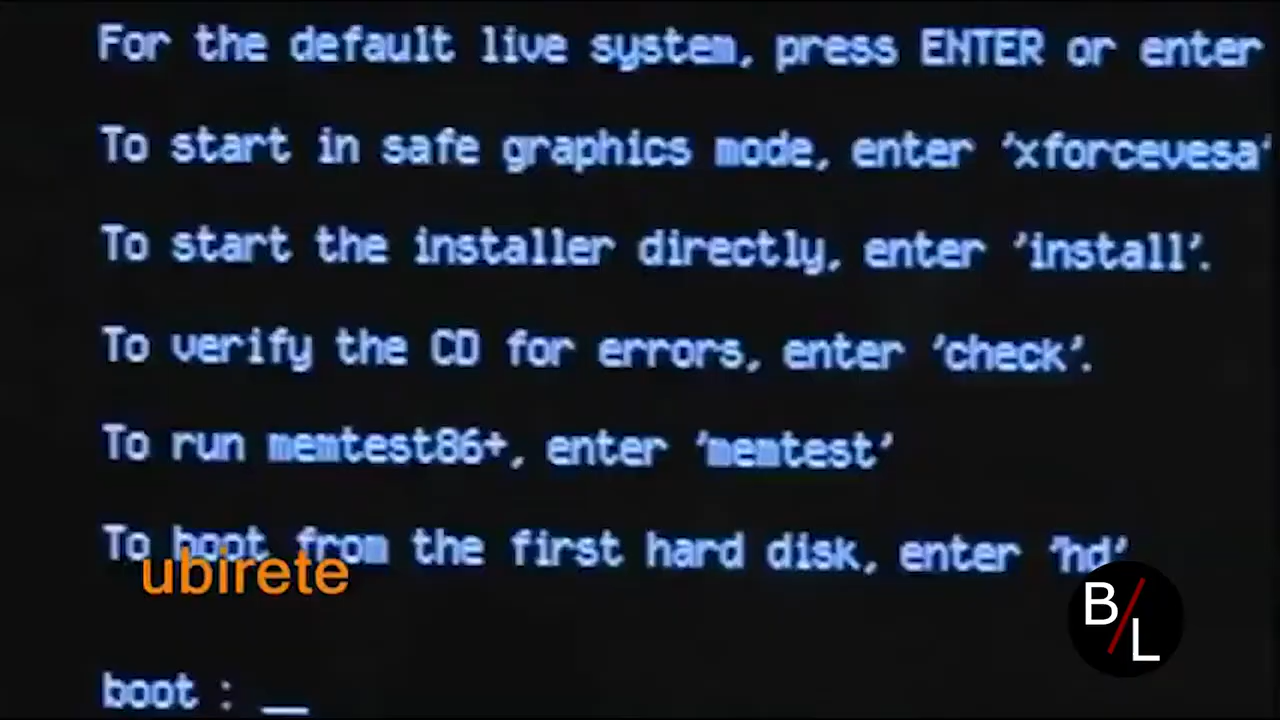 For the default live system, press ENTER or enter
To start in safe graphics mode, enter 'xforcevesa'
To start the installer directly, enter 'install'.
To verify the CD for errors, enter 'check'.
To run memtest86+, enter 'memtest'
To boot from the first hard disk, enter 'hd'
ubirete
B/L
boot : __